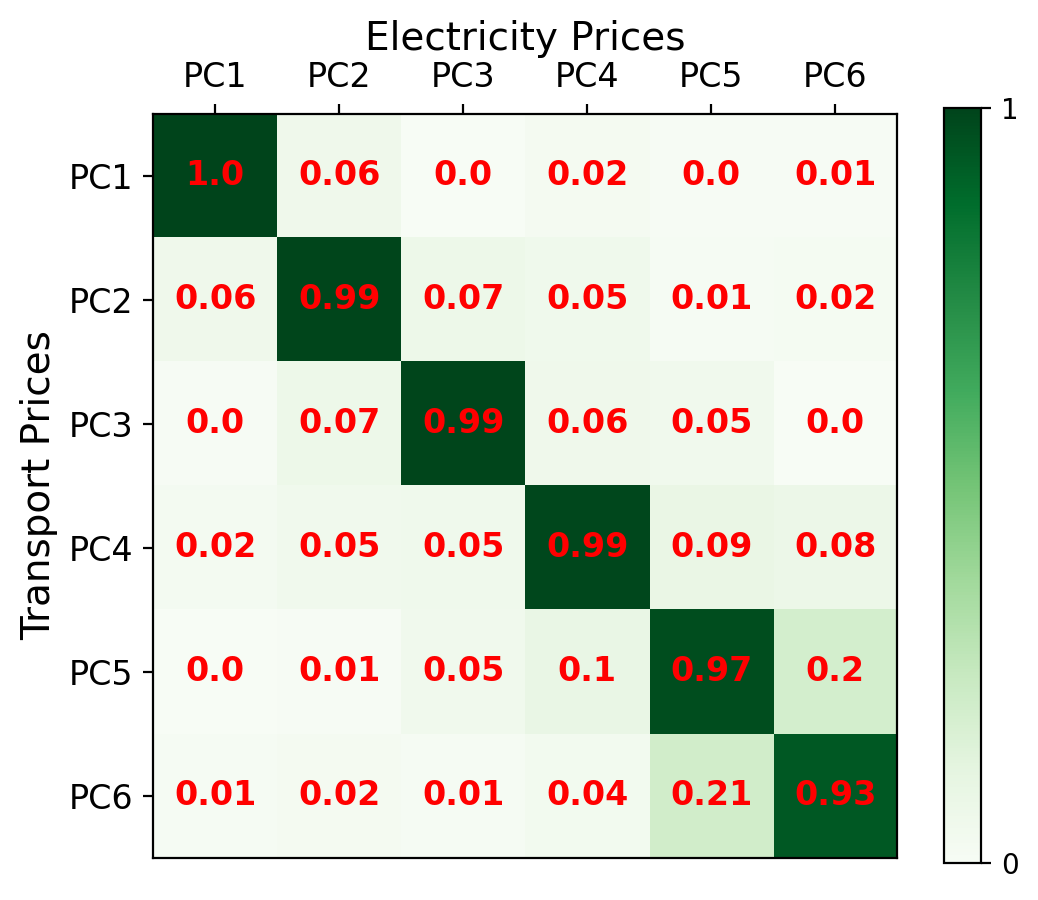 Electricity Prices
PC1 PC2 PC3 PC4 PC5 PC6
1
Transport Prices
PC1 1.0 0.06 0.0 0.02 0.0 0.01
PC2 0.06 0.99 0.07 0.05 0.01 0.02
PC3 0.0 0.07 0.99 0.06 0.05 0.0
PC4 0.02 0.05 0.05 0.99 0.09 0.08
PC5 0.0 0.01 0.05 0.1 0.97 0.2
PC6 0.01 0.02 0.01 0.04 0.21 0.93
0